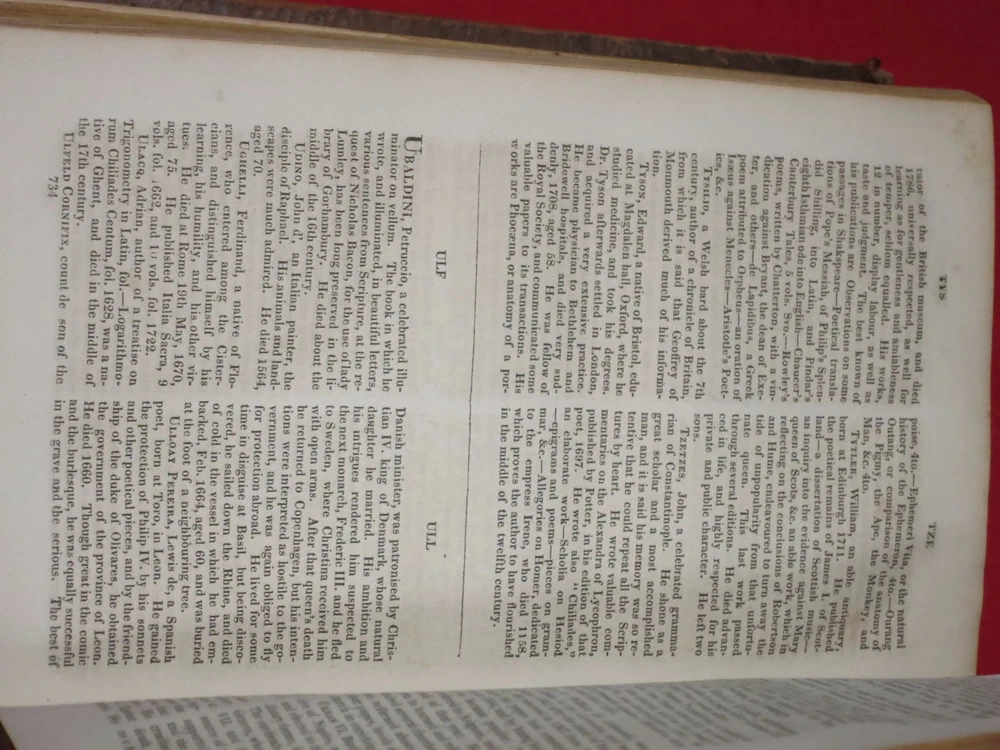 TYS
TZE
rator of the British museum, and died
1786, universally respected, as well for
learning as for gentleness and amiableness
of temper, seldom equalled. His works,
12 in number, display labour, as well as
taste and judgment. The best known of
his publications are Observations on some
passages in Shakspeare—Poetical transla-
tions of Pope's Messiah, of Philip's Splen-
did Shilling, into Latin, and Pindar's
eighth Isthmian ode into English—Chaucer's
Canterbury Tales, 5 vols. 8vo.—Rowley's
poems, written by Chatterton, with a vin-
dication against Bryant, the dean of Exe-
ter, and others—de Lapidibus, a Greek
poem attributed to Orpheus—an oration of
Isæus against Menecles—Aristotle's Poet-
ics, &c.
TYSILIO, a Welsh bard about the 7th
century, author of a chronicle of Britain,
from which it is said that Geoffrey of
Monmouth derived much of his informa-
tion.
TYSON, Edward, a native of Bristol, edu-
cated at Magdalen hall, Oxford, where he
studied medicine, and took his degrees.
Dr. Tyson afterwards settled in London,
and acquired a very extensive practice.
He became physician to Bethlehem and
Bridewell hospitals, and died very sud-
denly, 1708, aged 58. He was fellow of
the Royal Society, and communicated some
valuable papers to its transactions. His
works are Phocæna, or anatomy of a por-
poise, 4to.—Ephemeri Vita, or the natural
history of the Ephemeron, 4to.—Ourang
Outang, or comparison of the anatomy of
the Pigmy, the Ape, the Monkey, and
Man, &c. 4to.
TYTLER, William, an able antiquary,
born at Edinburgh 1711. He published
the poetical remains of James I. of Scot-
land—a dissertation of Scotch music—
an inquiry into the evidence against Mary
queen of Scots, &c. an able work, which in
reflecting on the conclusions of Robertson
and Hume, endeavoured to turn away the
tide of unpopularity from that unfortu-
nate queen. This last work passed
through several editions. He died advan-
ced in life, and highly respected for his
private and public character. He left two
sons.
TZETZES, John, a celebrated gramma-
rian of Constantinople. He shone as a
great scholar and a most accomplished
man, and it is said his memory was so re-
tentive that he could repeat all the Scrip-
tures by heart. He wrote valuable com-
mentaries on the Alexandra of Lycophron,
published by Potter, in his edition of that
poet, 1697. He wrote also "Chiliades,"
an elaborate work—Scholia on Hesiod
—epigrams and poems—pieces on gram-
mar, &c.—Allegories on Homer, dedicated
to the empress Irene, who died 1158,
which proves the author to have flourished
in the middle of the twelfth century.
ULF
ULL
UBALDINI, Petruccio, a celebrated illu-
minator on vellum. The book in which he
wrote, and illuminated, in beautiful letters,
various sentences from Scripture, at the re-
quest of Nicholas Bacon, for the use of lady
Lumley, has been long preserved in the li-
brary of Gorhambury. He died about the
middle of the 16th century.
UDINO, John d', an Italian painter, the
disciple of Raphael. His animals and land-
scapes were much admired. He died 1564,
aged 70.
UGHELLI, Ferdinand, a native of Flo-
rence, who entered among the Cister-
cians, and distinguished himself by his
learning, his humility, and his other vir-
tues. He died at Rome 19th May, 1670,
aged 75. He published Italia Sacra, 9
vols. fol. 1662, and 10 vols. fol. 1722.
ULACQ, Adrian, author of a treatise on
Trigonometry in Latin, fol.—Logarithmo-
rum Chiliades Centum, fol. 1628, was a na-
tive of Ghent, and died in the middle of
the 17th century.
ULFELD CORNIFIX, count de son of the
Danish minister, was patronised by Chris-
tian IV. king of Denmark, whose natural
daughter he married. His ambition and
his intrigues rendered him suspected to
the next monarch, Frederic III. and he fled
to Sweden, where Christina received him
with open arms. After that queen's death
he returned to Copenhagen, but his inten-
tions were interpreted as hostile to the go-
vernment, and he was again obliged to fly
for protection abroad. He lived for some
time in disguise at Basil, but being disco-
vered, he sailed down the Rhine, and died
of cold in the vessel in which he had em-
barked, Feb. 1664, aged 60, and was buried
at the foot of a neighbouring tree.
ULLOA PEREIRA, Lewis de, a Spanish
poet, born at Toro, in Leon. He gained
the protection of Philip IV. by his sonnets
and other poetical pieces, and by the friend-
ship of the duke of Olivares, he obtained
the government of the province of Leon.
He died 1660. Though great in the comic
and the burlesque, he was equally successful
in the grave and the serious. The best of
734